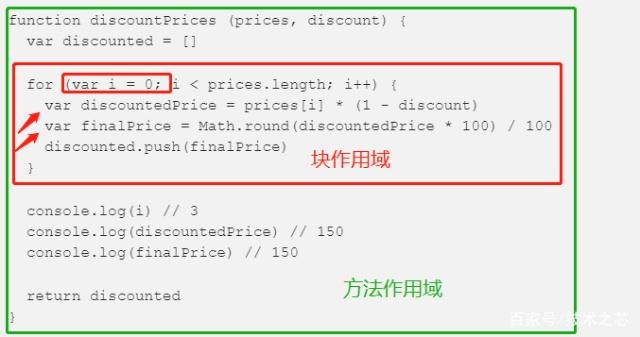 function discountPrices (prices, discount) {
var discounted = []
for (var i = 0; i < prices.length; i++) {
var discountedPrice = prices[i] * (1 - discount)
var finalPrice = Math.round(discountedPrice * 100) / 100
discounted.push(finalPrice)
块作用域
}
console.log(i) // 3
console.log(discountedPrice) // 150
console.log(finalPrice) // 150
方法作用域
return discounted
}
百家号/技术之芯